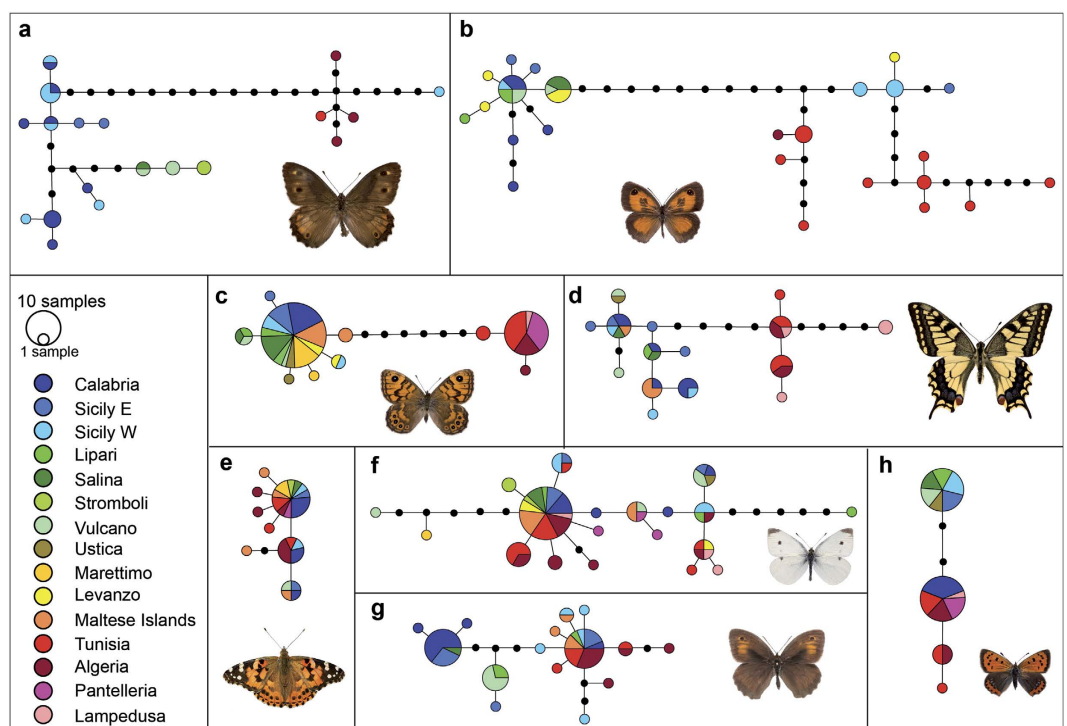 a
b
10 samples
1 sample
Calabria
Sicily E
Sicily W
Lipari
Salina
Stromboli
Vulcano
Ustica
Marettimo
Levanzo
Maltese Islands
Tunisia
Algeria
Pantelleria
Lampedusa
c
d
e
f
g
h